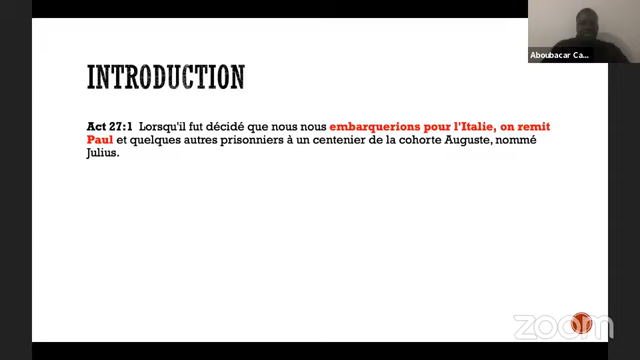 Aboubacar Ca...
INTRODUCTION
Act 27:1 Lorsqu'il fut décidé que nous nous embarquerions pour l'Italie, on remit
Paul et quelques autres prisonniers à un centenier de la cohorte Auguste, nommé
Julius.
zoom